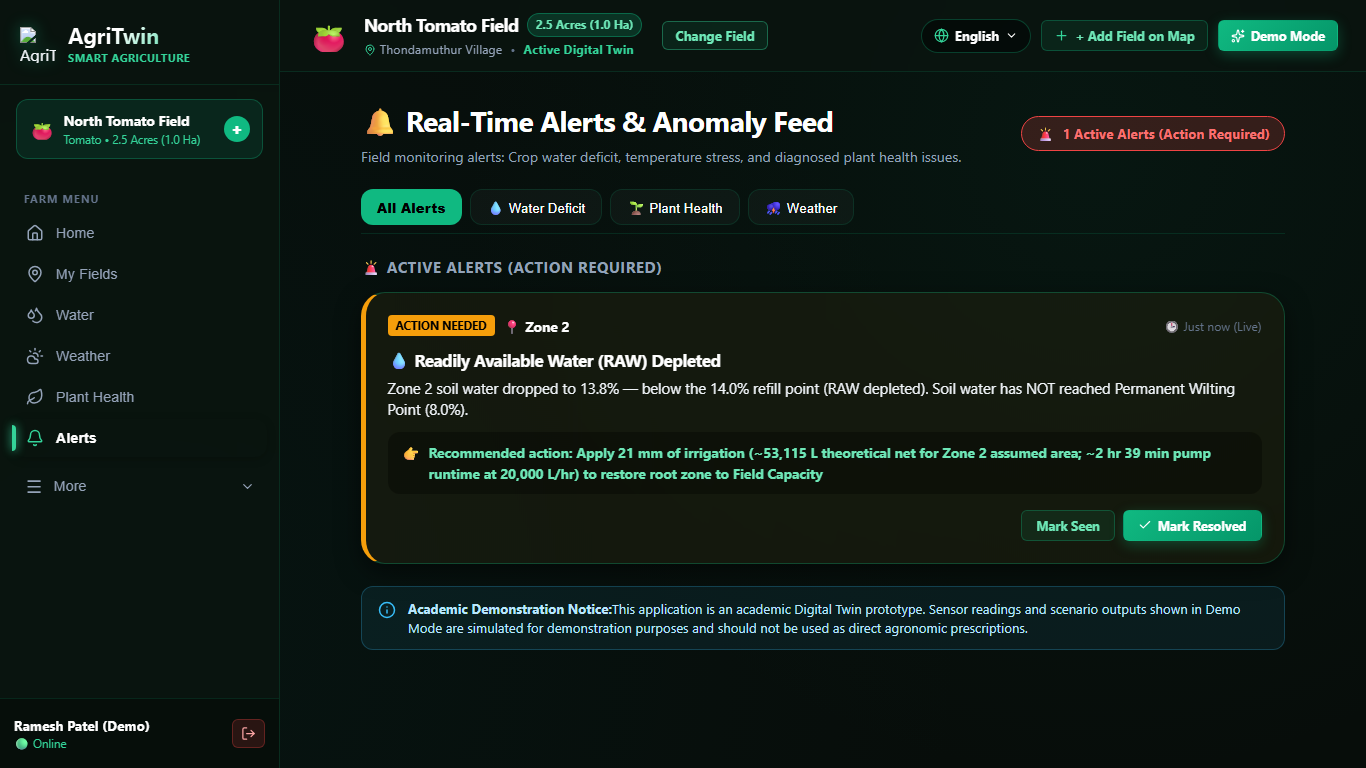 AgriT
AgriTwin
SMART AGRICULTURE
North Tomato Field
Tomato • 2.5 Acres (1.0 Ha)
+
FARM MENU
Home
My Fields
Water
Weather
Plant Health
Alerts
More
Ramesh Patel (Demo)
Online
North Tomato Field 2.5 Acres (1.0 Ha)
Thondamuthur Village • Active Digital Twin
Change Field
English
+ + Add Field on Map
Demo Mode
Real-Time Alerts & Anomaly Feed
Field monitoring alerts: Crop water deficit, temperature stress, and diagnosed plant health issues.
1 Active Alerts (Action Required)
All Alerts
Water Deficit
Plant Health
Weather
ACTIVE ALERTS (ACTION REQUIRED)
ACTION NEEDED Zone 2
Just now (Live)
Readily Available Water (RAW) Depleted
Zone 2 soil water dropped to 13.8% — below the 14.0% refill point (RAW depleted). Soil water has NOT reached Permanent Wilting
Point (8.0%).
Recommended action: Apply 21 mm of irrigation (~53,115 L theoretical net for Zone 2 assumed area; ~2 hr 39 min pump
runtime at 20,000 L/hr) to restore root zone to Field Capacity
Mark Seen
Mark Resolved
Academic Demonstration Notice:This application is an academic Digital Twin prototype. Sensor readings and scenario outputs shown in Demo
Mode are simulated for demonstration purposes and should not be used as direct agronomic prescriptions.